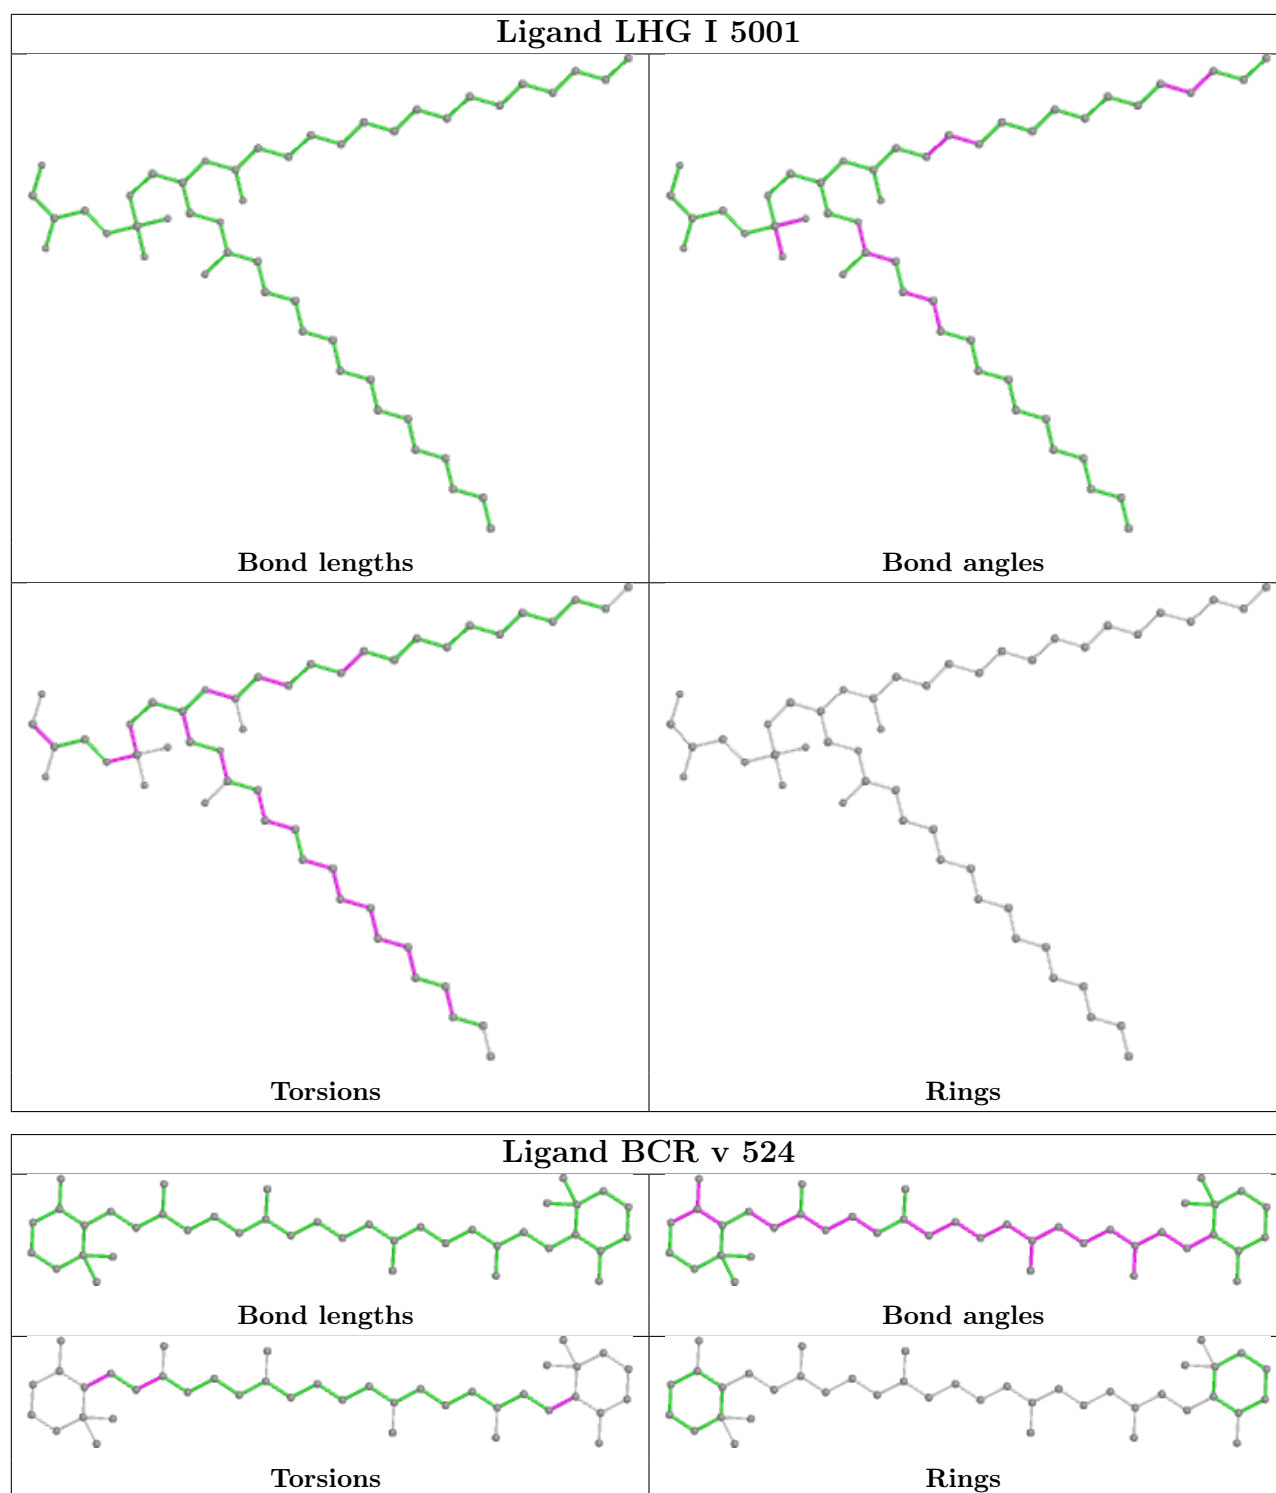 Ligand LHG I 5001
Bond lengths
Bond angles
Torsions
Rings
Ligand BCR v 524
Bond lengths
Bond angles
Torsions
Rings